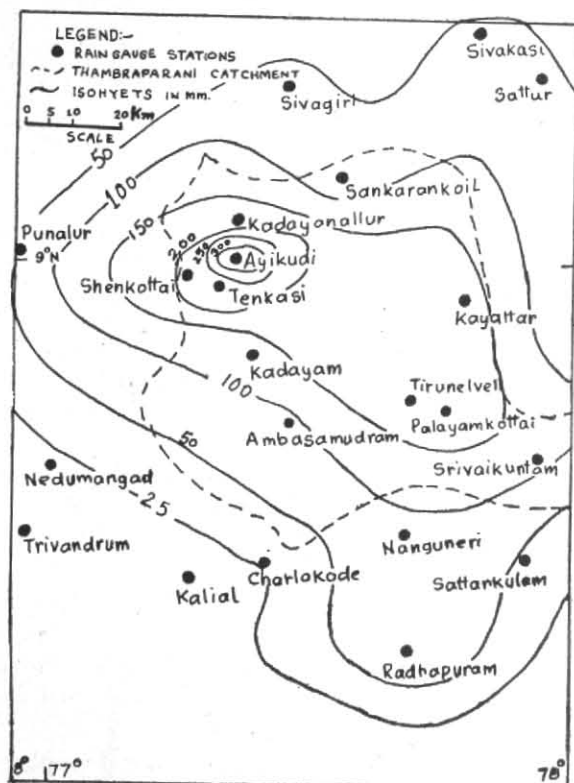 LEGEND:-
RAIN GAUGE STATIONS
THAMBRAPARANI CATCHMENT
ISOHYETS IN MM.
0 5 10 20 Km
SCALE
Sivakasi
Sattur
Sivagiri
50
100
Sankarankoil
150
Kadayanallur
Punalur
9°N
200
250
300
Ayikudi
Shenkottai
Tenkasi
Kayattar
Kadayam
100
Tirunelveli
Palayamkottai
Ambasamudram
50
Srivaikuntam
Nedumangad
25
Trivandrum
Nanguneri
Charlokode
Sattankulam
Kalial
Radhapuram
8° 77° 78°